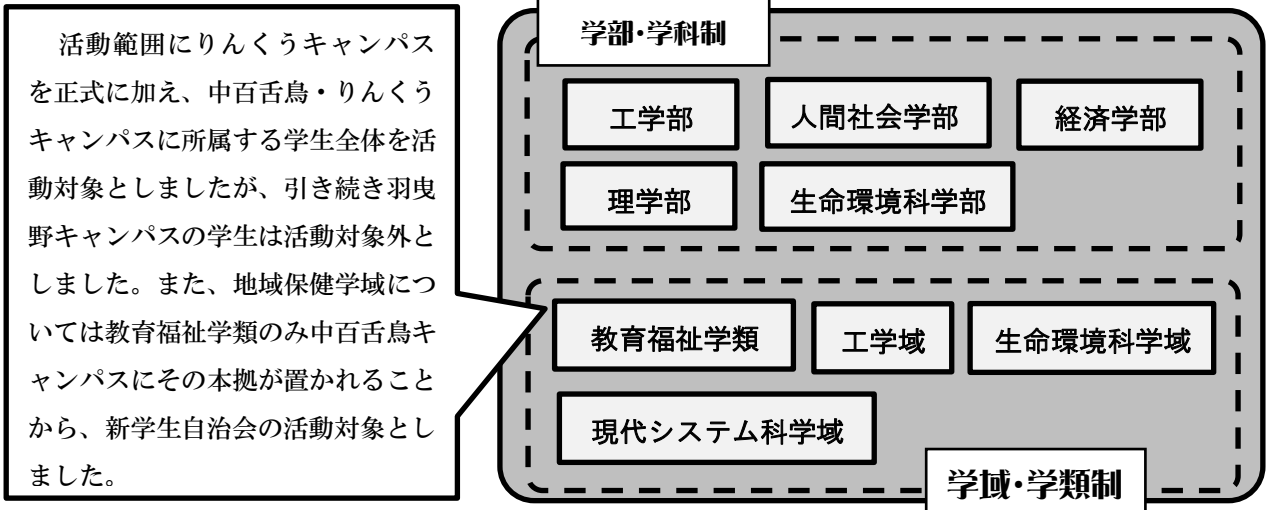 活動範囲にりんくうキャンパス
を正式に加え、中百舌鳥・りんくう
キャンパスに所属する学生全体を活
動対象としましたが、引き続き羽曳
野キャンパスの学生は活動対象外と
しました。また、地域保健学域につ
いては教育福祉学類のみ中百舌鳥キ
ャンパスにその本拠が置かれること
から、新学生自治会の活動対象とし
ました。
学部・学科制
工学部
人間社会学部
経済学部
理学部
生命環境科学部
教育福祉学類
工学域
生命環境科学域
現代システム科学域
学域・学類制